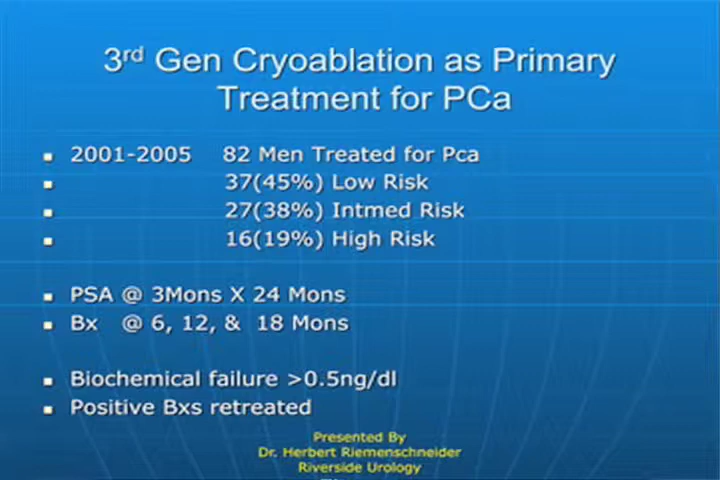 3rd Gen Cryoablation as Primary
Treatment for PCa
2001-2005 82 Men Treated for Pca
37(45%) Low Risk
27(38%) Intmed Risk
16(19%) High Risk
PSA @ 3Mons X 24 Mons
Bx @ 6, 12, & 18 Mons
Biochemical failure >0.5ng/dl
Positive Bxs retreated
Presented By
Dr. Herbert Riemenschneider
Riverside Urology